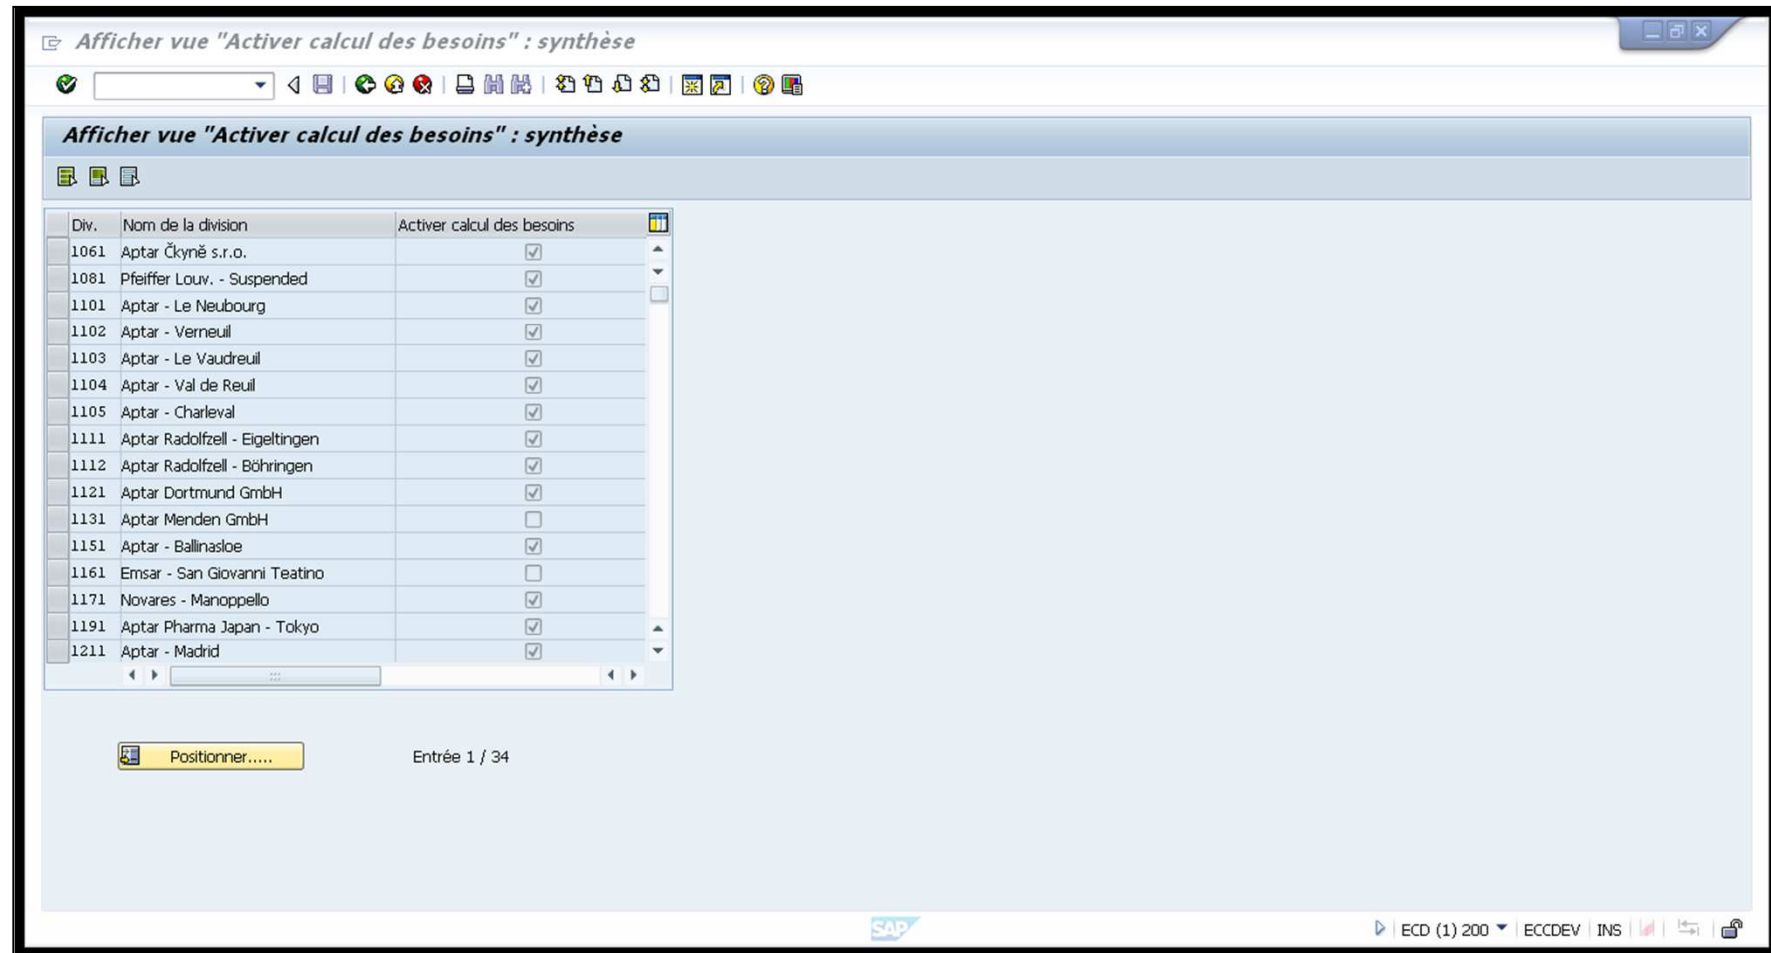 Afficher vue "Activer calcul des besoins" : synthèse
Afficher vue "Activer calcul des besoins" : synthèse
Div. Nom de la division Activer calcul des besoins
1061 Aptar Čkyně s.r.o.
1081 Pfeiffer Louv. - Suspended
1101 Aptar - Le Neubourg
1102 Aptar - Verneuil
1103 Aptar - Le Vaudreuil
1104 Aptar - Val de Reuil
1105 Aptar - Charleval
1111 Aptar Radolfzell - Eigeltingen
1112 Aptar Radolfzell - Böhringen
1121 Aptar Dortmund GmbH
1131 Aptar Menden GmbH
1151 Aptar - Ballinasloe
1161 Emsar - San Giovanni Teatino
1171 Novares - Manoppello
1191 Aptar Pharma Japan - Tokyo
1211 Aptar - Madrid
Positionner..... Entrée 1 / 34
SAP ECD (1) 200 ECCDEV INS